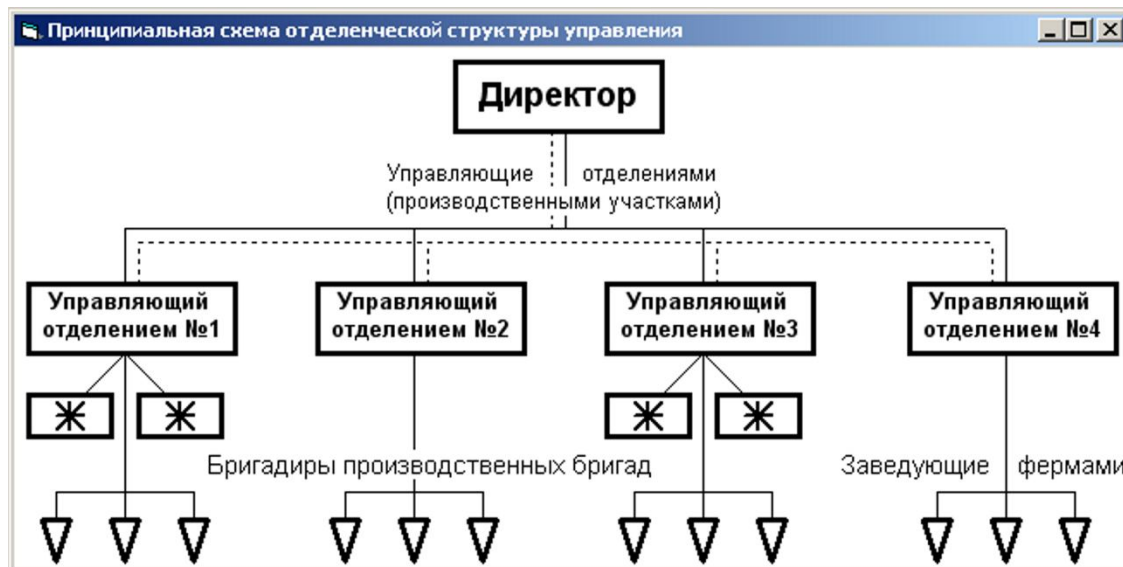 Принципиальная схема отделенческой структуры управления
Директор
Управляющие отделениями
(производственными участками)
Управляющий
отделением №1
Управляющий
отделением №2
Управляющий
отделением №3
Управляющий
отделением №4
Бригадиры производственных бригад
Заведующие фермами